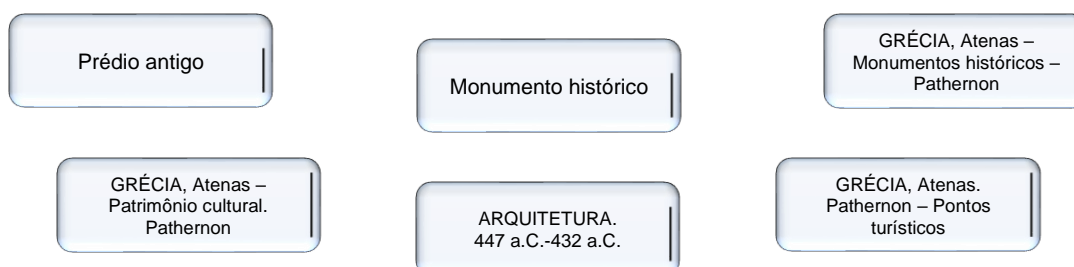 Prédio antigo
Monumento histórico
GRÉCIA, Atenas –
Monumentos históricos –
Pathernon
GRÉCIA, Atenas –
Patrimônio cultural.
Pathernon
ARQUITETURA.
447 a.C.-432 a.C.
GRÉCIA, Atenas.
Pathernon – Pontos
turísticos